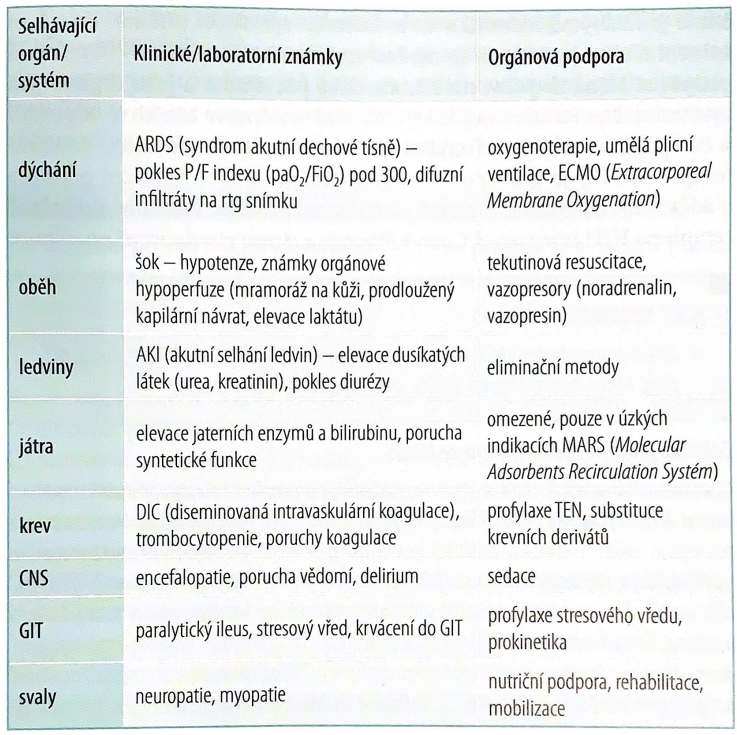 Selhávající
orgán/
systém
Klinické/laboratorní známky
Orgánová podpora
dýchání
ARDS (syndrom akutní dechové tísně) –
pokles P/F indexu (paO₂/FiO₂) pod 300, difuzní
infiltráty na rtg snímku
oxygenoterapie, umělá plicní
ventilace, ECMO (Extracorporeal
Membrane Oxygenation)
oběh
šok – hypotenze, známky orgánové
hypoperfuze (mramoráž na kůži, prodloužený
kapilární návrat, elevace laktátu)
tekutinová resuscitace,
vazopresory (noradrenalin,
vazopresin)
ledviny
AKI (akutní selhání ledvin) – elevace dusíkatých
látek (urea, kreatinin), pokles diurézy
eliminační metody
játra
elevace jaterních enzymů a bilirubinu, porucha
syntetické funkce
omezené, pouze v úzkých
indikacích MARS (Molecular
Adsorbents Recirculation Systém)
krev
DIC (diseminovaná intravaskulární koagulace),
trombocytopenie, poruchy koagulace
profylaxe TEN, substituce
krevních derivátů
CNS
encefalopatie, porucha vědomí, delirium
sedace
GIT
paralytický ileus, stresový vřed, krvácení do GIT
profylaxe stresového vředu,
prokinetika
svaly
neuropatie, myopatie
nutriční podpora, rehabilitace,
mobilizace